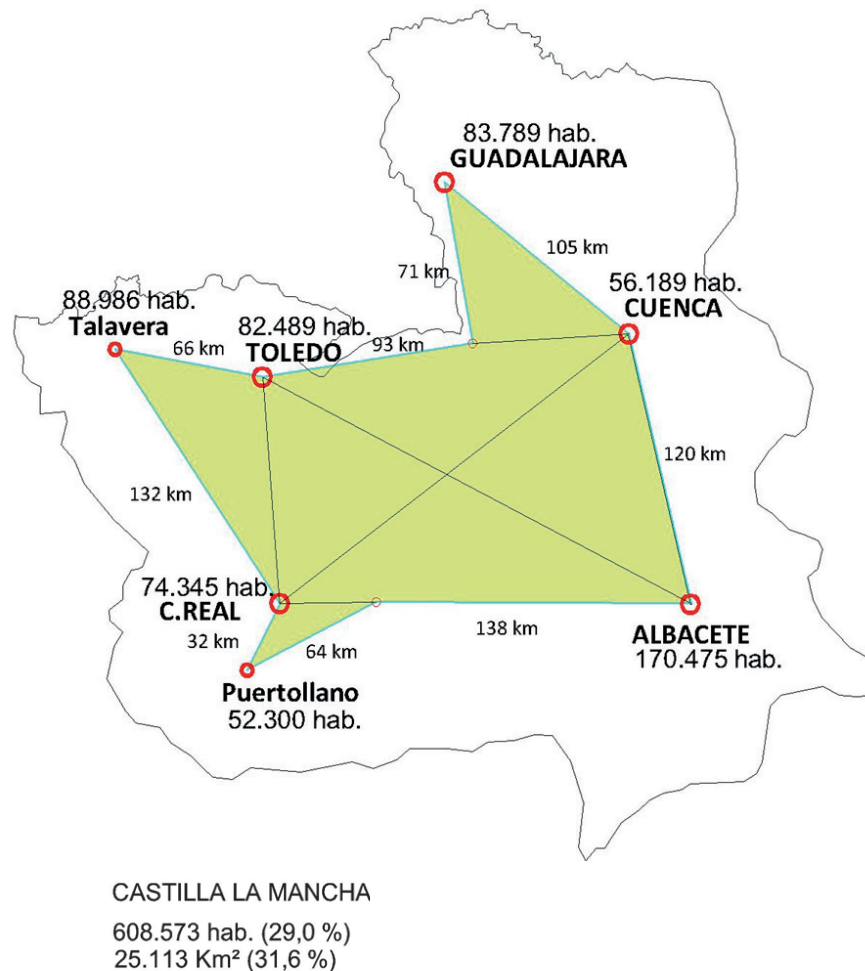 83.789 hab.
GUADALAJARA
105 km
71 km
56.189 hab.
CUENCA
88.986 hab.
Talavera
82.489 hab.
TOLEDO
66 km
93 km
120 km
132 km
74.345 hab.
C.REAL
32 km
64 km
138 km
ALBACETE
170.475 hab.
Puertollano
52.300 hab.
CASTILLA LA MANCHA
608.573 hab. (29,0 %)
25.113 Km² (31,6 %)